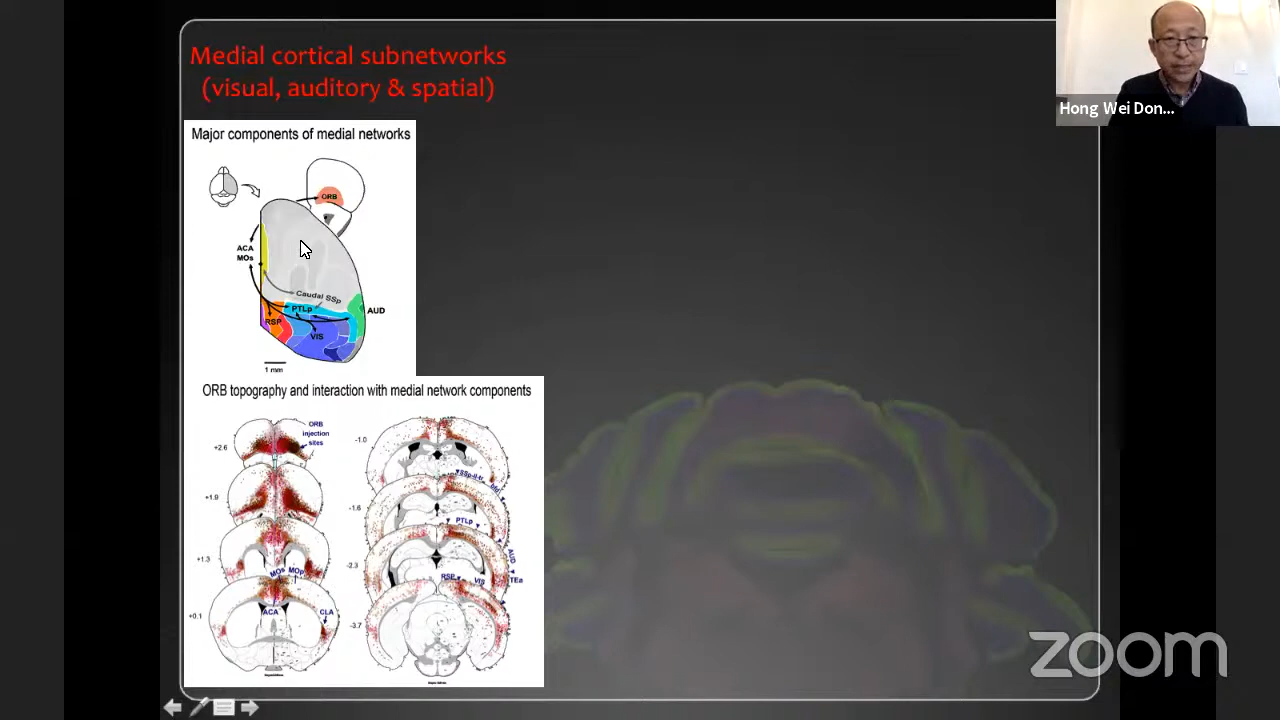 Medial cortical subnetworks
(visual, auditory & spatial)
Hong Wei Don...
Major components of medial networks
ORB
ACA
MOs
Caudal SSp
PTLp
AUD
RSP
VIS
1 mm
ORB topography and interaction with medial network components
ORB
injection
sites
+2.6
+1.9
+1.3
MOs
MOp
+0.1
ACA
CLA
-1.0
-1.6
PTLp
AUD
-2.3
RSP
VIS
TEa
-3.7
zoom